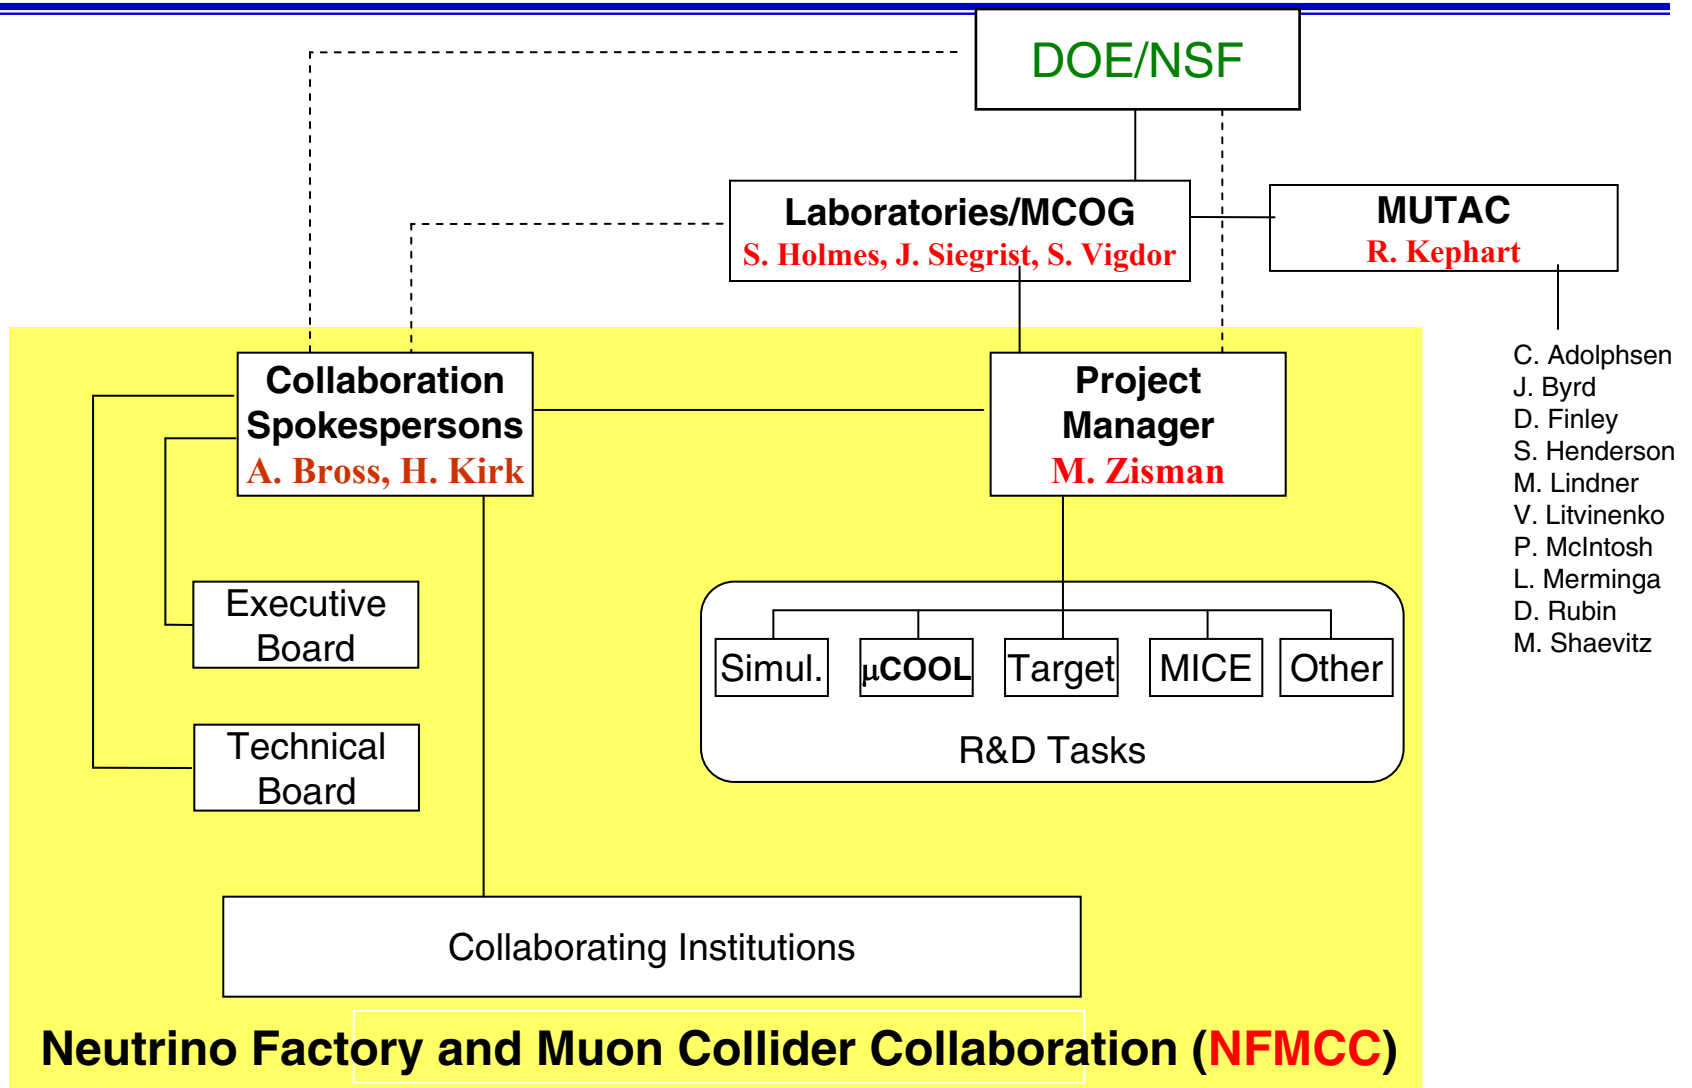 DOE/NSF
Laboratories/MCOG
S. Holmes, J. Siegrist, S. Vigdor
MUTAC
R. Kephart
C. Adolphsen
J. Byrd
D. Finley
S. Henderson
M. Lindner
V. Litvinenko
P. McIntosh
L. Merminga
D. Rubin
M. Shaevitz
Collaboration
Spokespersons
A. Bross, H. Kirk
Project
Manager
M. Zisman
Executive
Board
Technical
Board
Simul.
μCOOL
Target
MICE
Other
R&D Tasks
Collaborating Institutions
Neutrino Factory and Muon Collider Collaboration (NFMCC)